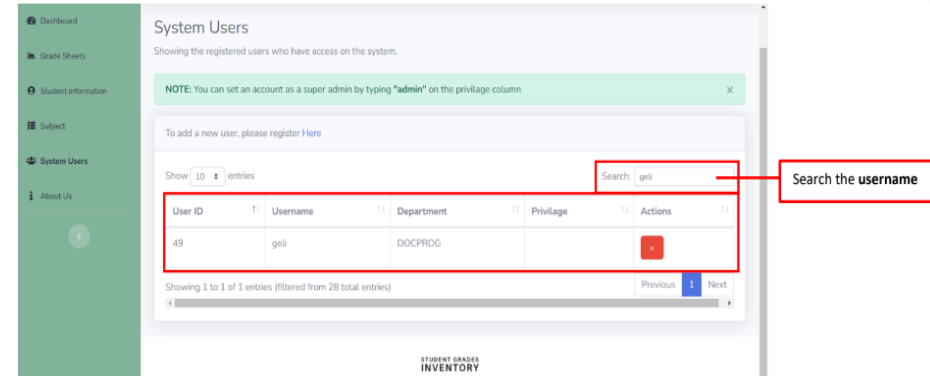 Dashboard
Grade Sheets
Student information
Subject
System Users
About Us
System Users
Showing the registered users who have access on the system.
NOTE: You can set an account as a super admin by typing "admin" on the privilage column
To add a new user, please register Here
Show 10 entries
Search: geli
User ID Username Department Privilage Actions
49 geli DOCPROG ×
Showing 1 to 1 of 1 entries (filtered from 28 total entries)
Previous 1 Next
STUDENT GRADES
INVENTORY
Search the username